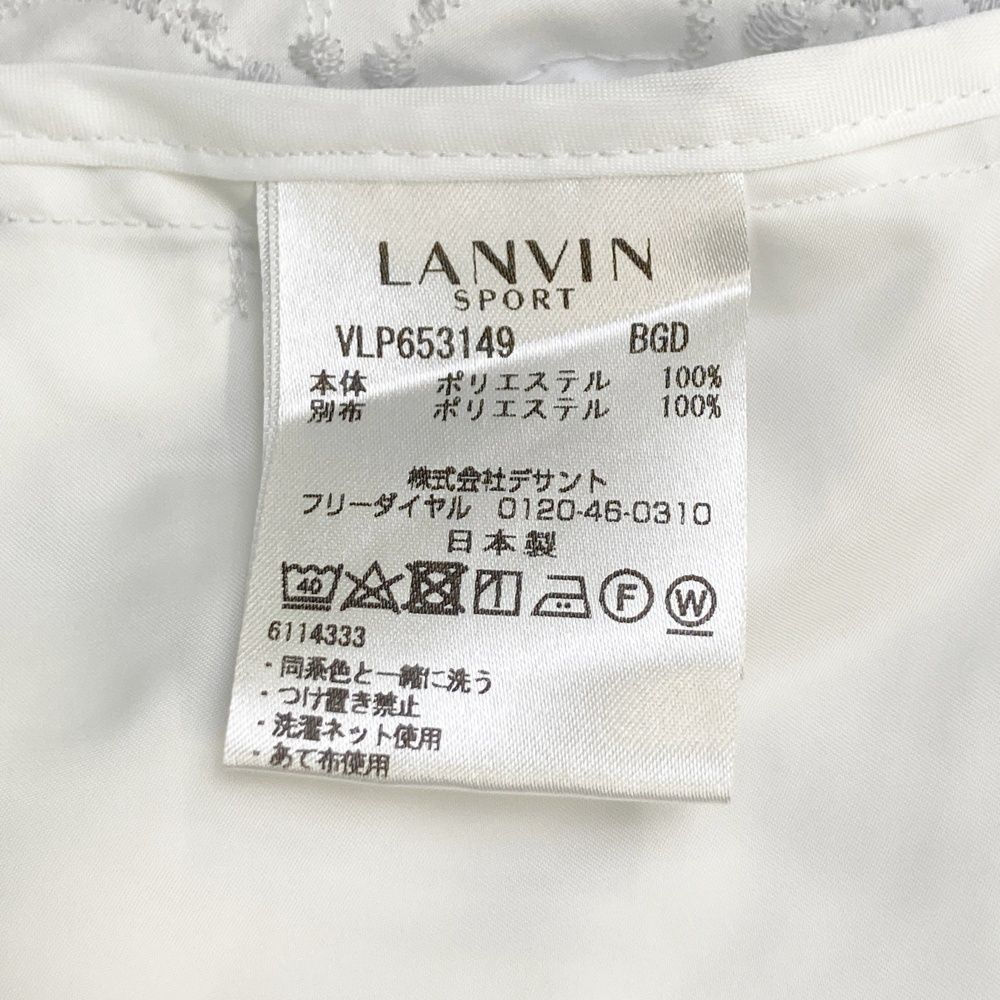 LANVIN
SPORT
VLP653149 BGD
本体 ポリエステル 100%
別布 ポリエステル 100%
株式会社デサント
フリーダイヤル 0120-46-0310
日本製
40 F W
6114333
・同系色と一緒に洗う
・つけ置き禁止
・洗濯ネット使用
・あて布使用